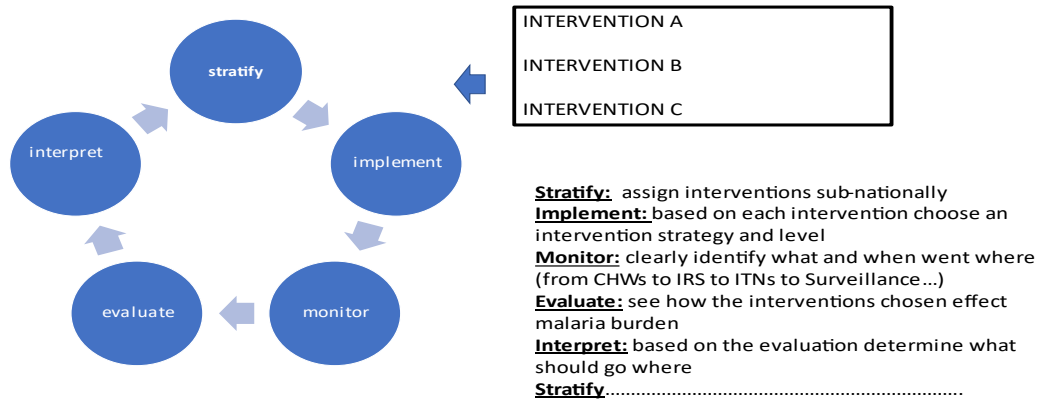 stratify
implement
monitor
evaluate
interpret
INTERVENTION A
INTERVENTION B
INTERVENTION C
Stratify: assign interventions sub-nationally
Implement: based on each intervention choose an
intervention strategy and level
Monitor: clearly identify what and when went where
(from CHWs to IRS to ITNs to Surveillance...)
Evaluate: see how the interventions chosen effect
malaria burden
Interpret: based on the evaluation determine what
should go where
Stratify.................................................................